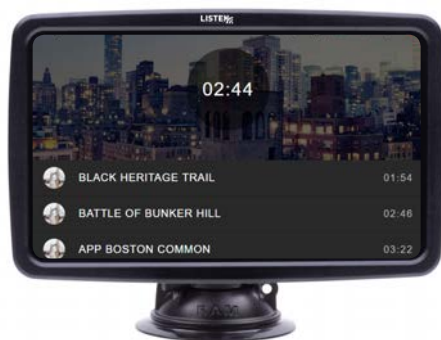 LISTEN
02:44
BLACK HERITAGE TRAIL 01:54
BATTLE OF BUNKER HILL 02:46
APP BOSTON COMMON 03:22
RAM